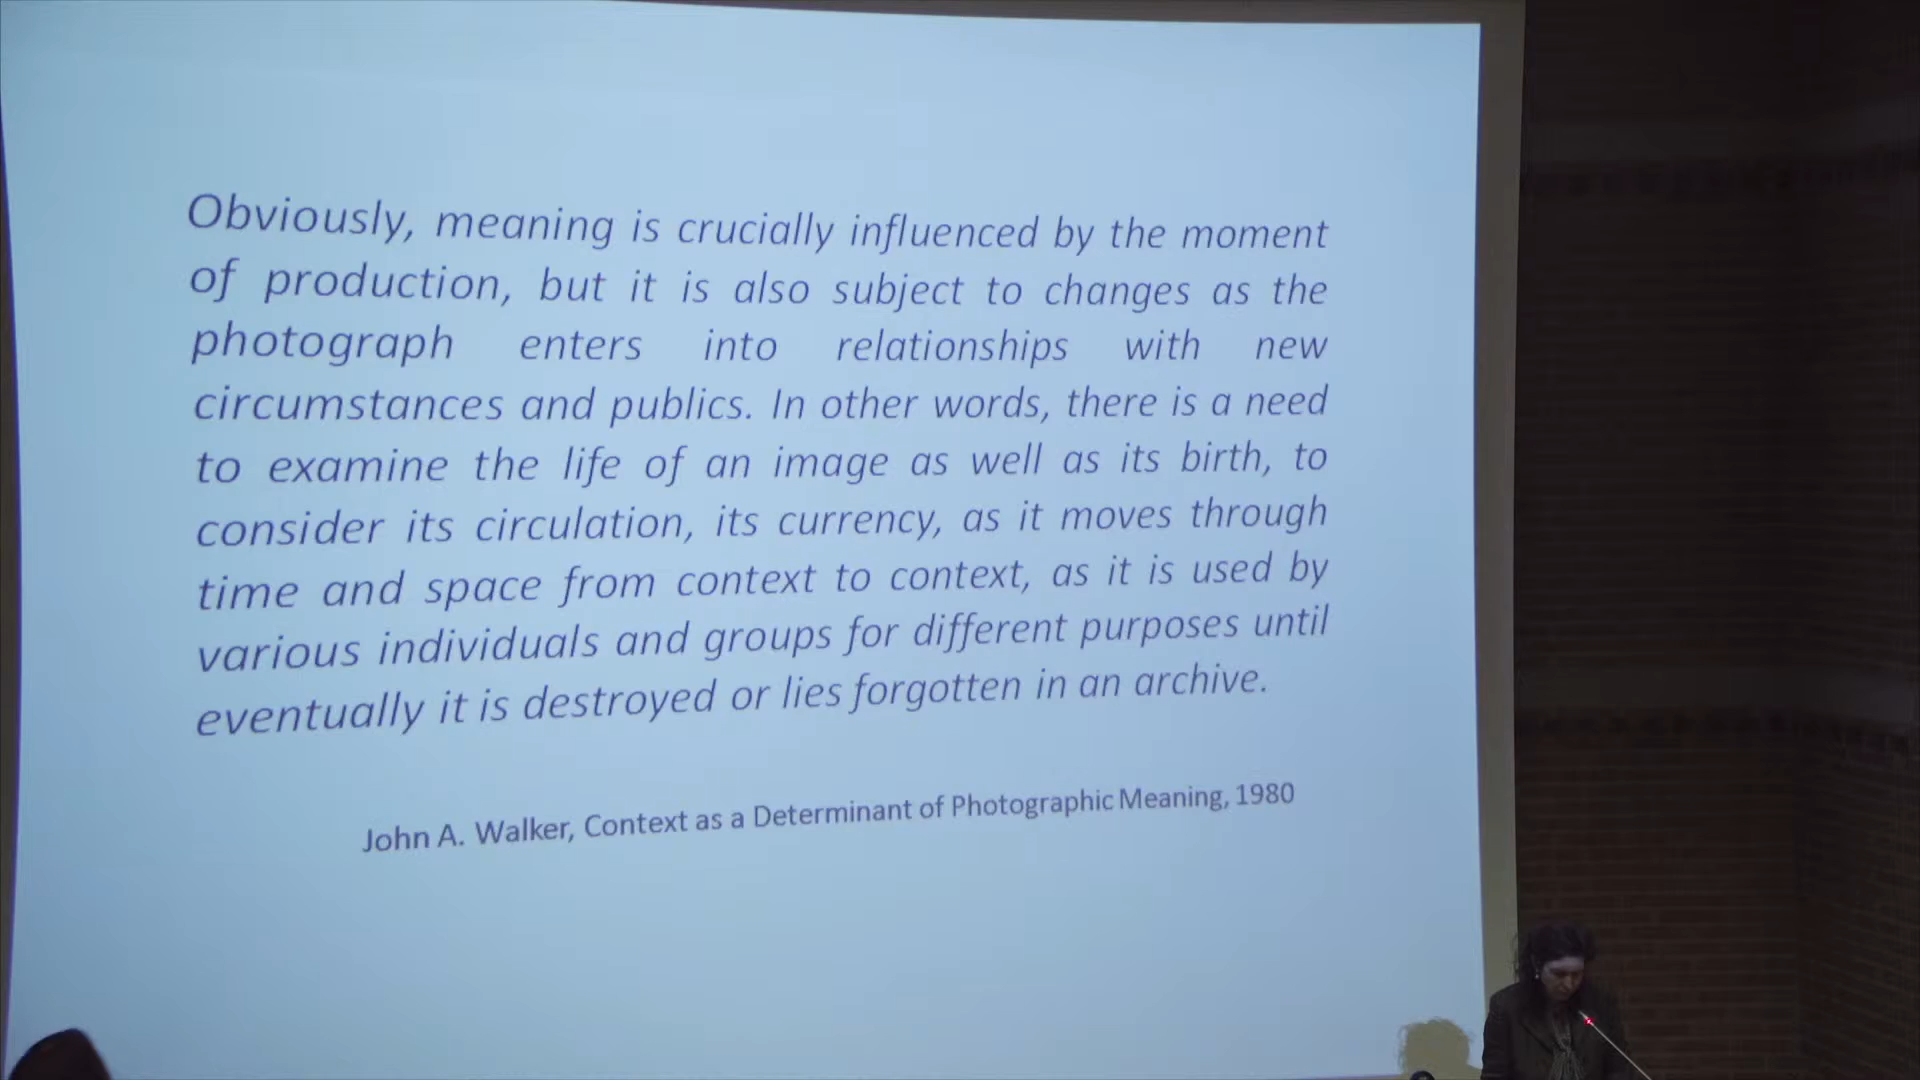 Obviously, meaning is crucially influenced by the moment
of production, but it is also subject to changes as the
photograph enters into relationships with new
circumstances and publics. In other words, there is a need
to examine the life of an image as well as its birth, to
consider its circulation, its currency, as it moves through
time and space from context to context, as it is used by
various individuals and groups for different purposes until
eventually it is destroyed or lies forgotten in an archive.
John A. Walker, Context as a Determinant of Photographic Meaning, 1980